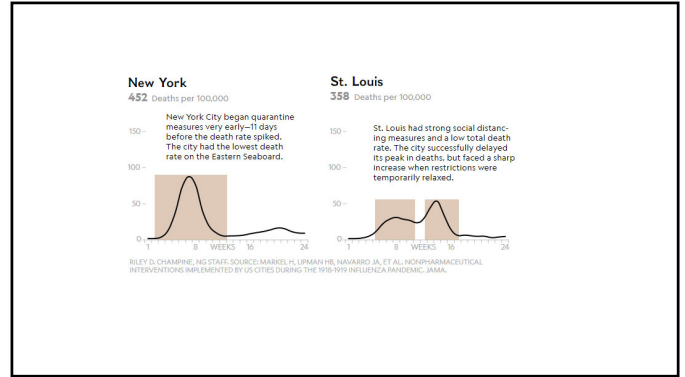 New York
452 Deaths per 100,000
New York City began quarantine
measures very early—11 days
before the death rate spiked.
The city had the lowest death
rate on the Eastern Seaboard.
150
100
50
0
1 8 WEEKS 16 24
St. Louis
358 Deaths per 100,000
St. Louis had strong social distanc-
ing measures and a low total death
rate. The city successfully delayed
its peak in deaths, but faced a sharp
increase when restrictions were
temporarily relaxed.
150
100
50
0
1 8 WEEKS 16 24
RILEY D. CHAMPINE, NG STAFF. SOURCE: MARKEL H, LIPMAN HB, NAVARRO JA, ET AL. NONPHARMACEUTICAL
INTERVENTIONS IMPLEMENTED BY US CITIES DURING THE 1918-1919 INFLUENZA PANDEMIC. JAMA.